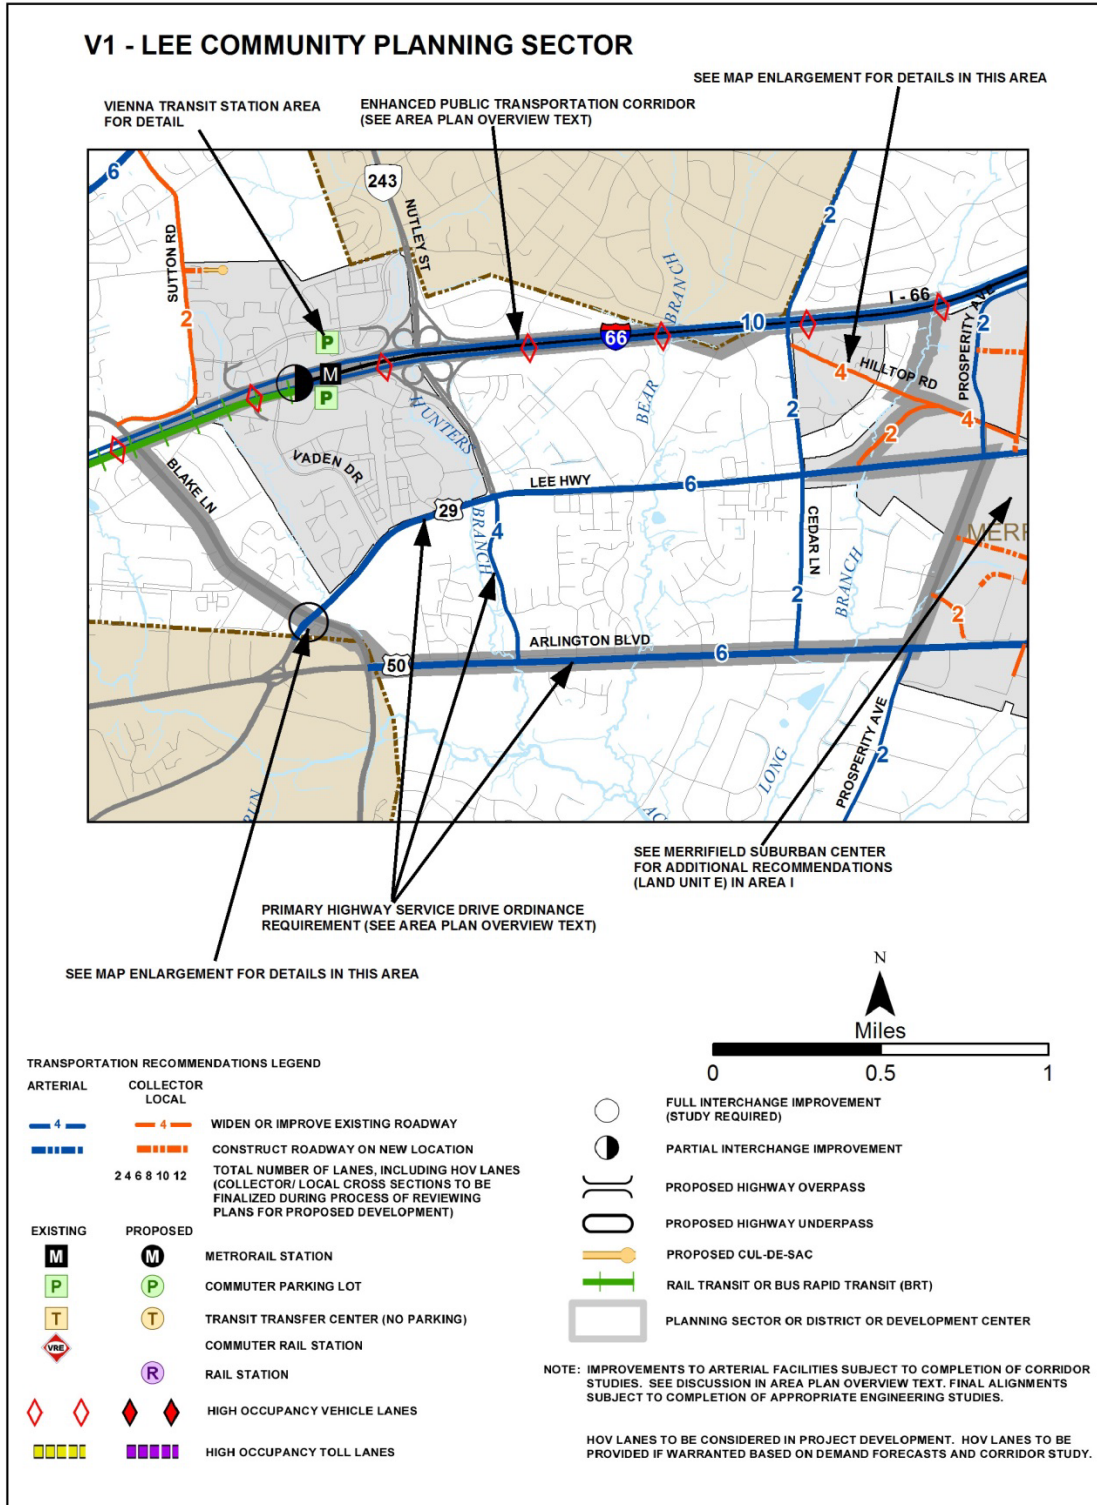 V1 - LEE COMMUNITY PLANNING SECTOR
SEE MAP ENLARGEMENT FOR DETAILS IN THIS AREA
VIENNA TRANSIT STATION AREA
FOR DETAIL
ENHANCED PUBLIC TRANSPORTATION CORRIDOR
(SEE AREA PLAN OVERVIEW TEXT)
6
243
NUTLEY ST
SUTTON RD
2
2
BRANCH
I - 66
PROSPERITY AVE
2
10
66
P
M
P
HILLTOP RD
4
4
2
2
HUNTERS
BEAR
VADEN DR
BLAKE LN
LEE HWY
6
29
BRANCH
4
CEDAR LN
MERR
BRANCH
2
2
ARLINGTON BLVD
6
50
PROSPERITY AVE
2
LONG
RUN
AC
SEE MERRIFIELD SUBURBAN CENTER
FOR ADDITIONAL RECOMMENDATIONS
(LAND UNIT E) IN AREA I
PRIMARY HIGHWAY SERVICE DRIVE ORDINANCE
REQUIREMENT (SEE AREA PLAN OVERVIEW TEXT)
SEE MAP ENLARGEMENT FOR DETAILS IN THIS AREA
N
Miles
0 0.5 1
TRANSPORTATION RECOMMENDATIONS LEGEND
ARTERIAL
COLLECTOR
LOCAL
4 4 WIDEN OR IMPROVE EXISTING ROADWAY
CONSTRUCT ROADWAY ON NEW LOCATION
2 4 6 8 10 12 TOTAL NUMBER OF LANES, INCLUDING HOV LANES
(COLLECTOR/ LOCAL CROSS SECTIONS TO BE
FINALIZED DURING PROCESS OF REVIEWING
PLANS FOR PROPOSED DEVELOPMENT)
EXISTING PROPOSED
M M METRORAIL STATION
P P COMMUTER PARKING LOT
T T TRANSIT TRANSFER CENTER (NO PARKING)
VRE COMMUTER RAIL STATION
R RAIL STATION
HIGH OCCUPANCY VEHICLE LANES
HIGH OCCUPANCY TOLL LANES
FULL INTERCHANGE IMPROVEMENT
(STUDY REQUIRED)
PARTIAL INTERCHANGE IMPROVEMENT
PROPOSED HIGHWAY OVERPASS
PROPOSED HIGHWAY UNDERPASS
PROPOSED CUL-DE-SAC
RAIL TRANSIT OR BUS RAPID TRANSIT (BRT)
PLANNING SECTOR OR DISTRICT OR DEVELOPMENT CENTER
NOTE: IMPROVEMENTS TO ARTERIAL FACILITIES SUBJECT TO COMPLETION OF CORRIDOR
STUDIES. SEE DISCUSSION IN AREA PLAN OVERVIEW TEXT. FINAL ALIGNMENTS
SUBJECT TO COMPLETION OF APPROPRIATE ENGINEERING STUDIES.
HOV LANES TO BE CONSIDERED IN PROJECT DEVELOPMENT. HOV LANES TO BE
PROVIDED IF WARRANTED BASED ON DEMAND FORECASTS AND CORRIDOR STUDY.